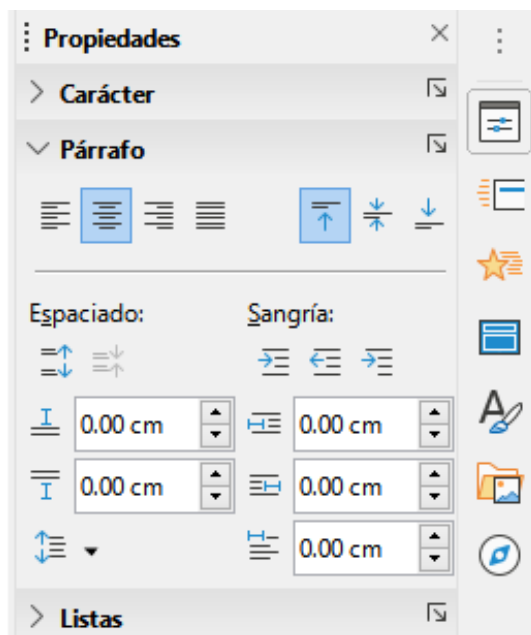 Propiedades
Carácter
Párrafo
Espaciado: Sangría:
0.00 cm 0.00 cm
0.00 cm 0.00 cm
0.00 cm
Listas